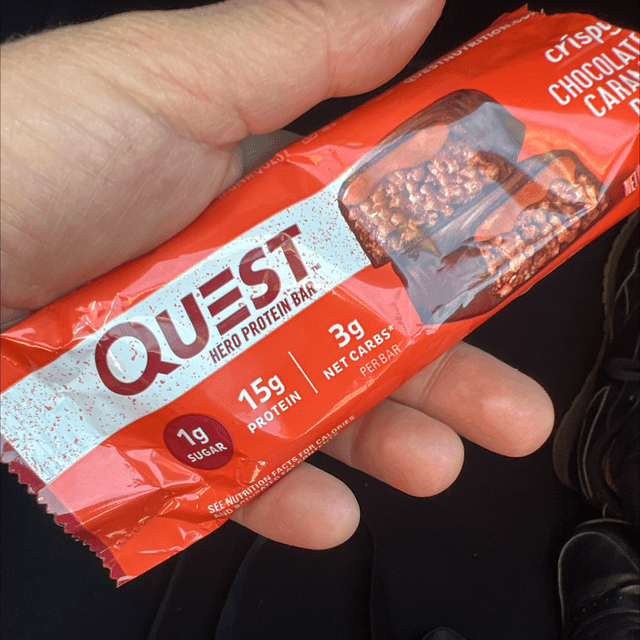 crispy
CHOCOLATE
QUEST
HERO PROTEIN BAR™
15g
PROTEIN
3g
NET CARBS*
PER BAR
1g
SUGAR
SEE NUTRITION FACTS FOR CALORIES